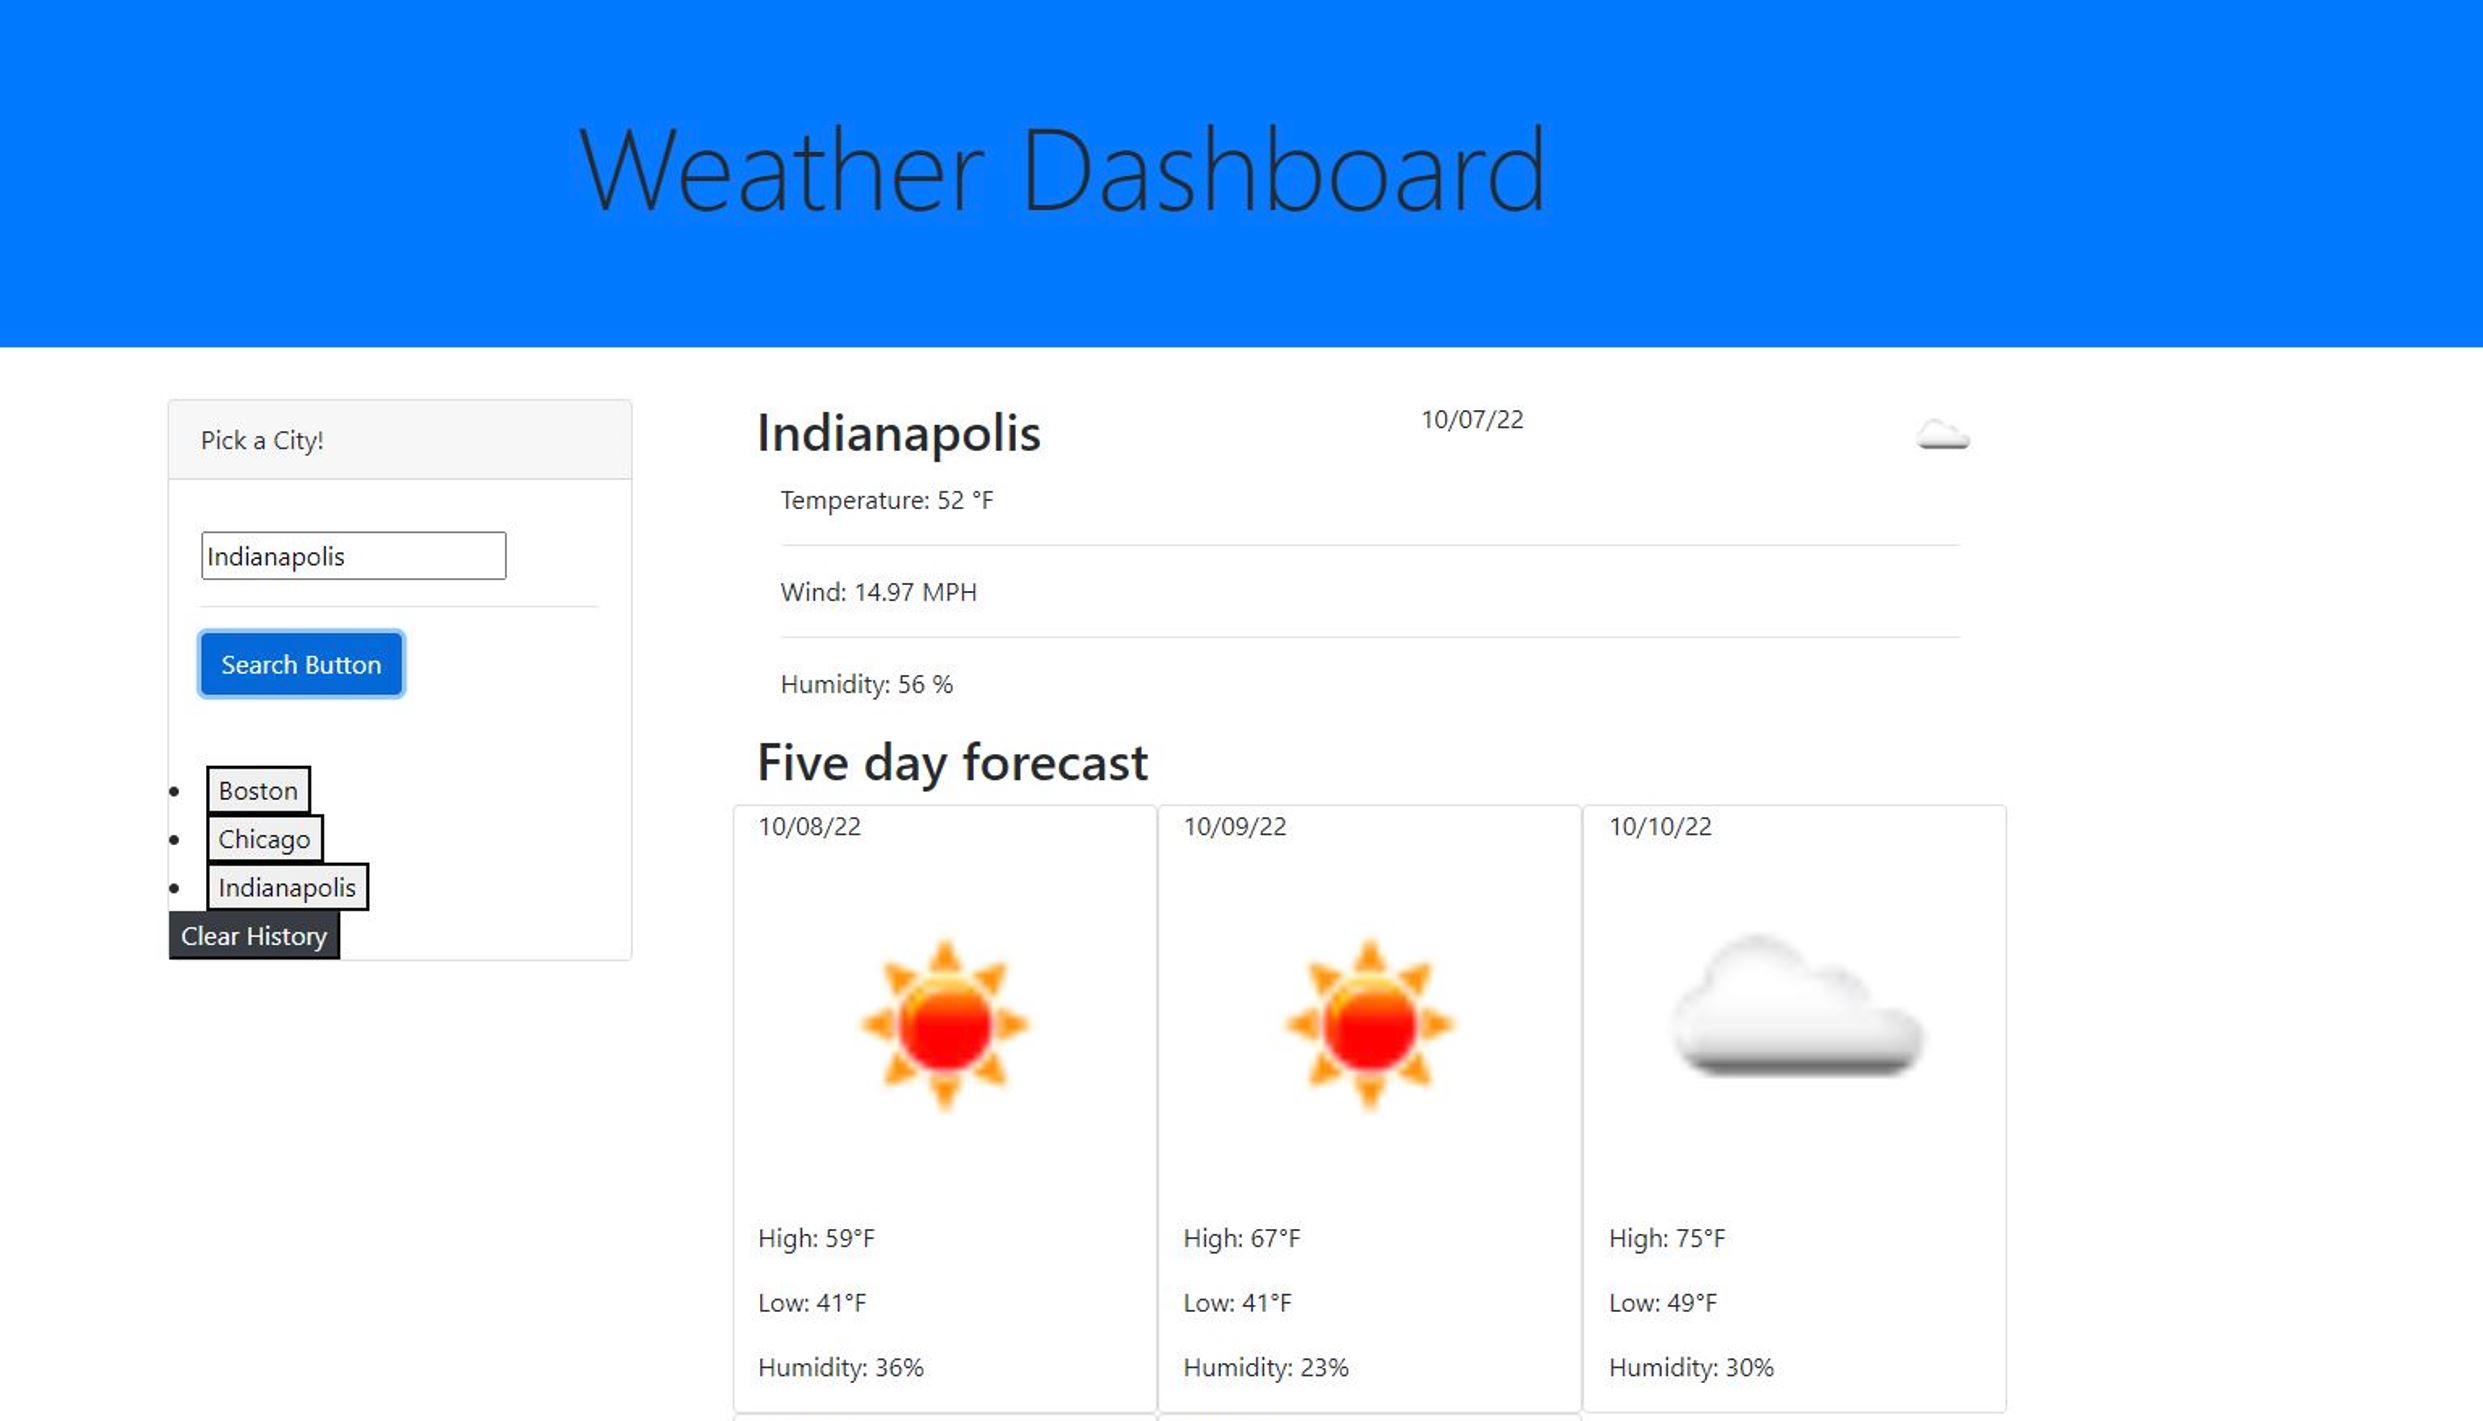 Weather Dashboard
Pick a City!
Indianapolis
Search Button
Boston
Chicago
Indianapolis
Clear History
Indianapolis
10/07/22
Temperature: 52 °F
Wind: 14.97 MPH
Humidity: 56 %
Five day forecast
10/08/22
High: 59°F
Low: 41°F
Humidity: 36%
10/09/22
High: 67°F
Low: 41°F
Humidity: 23%
10/10/22
High: 75°F
Low: 49°F
Humidity: 30%